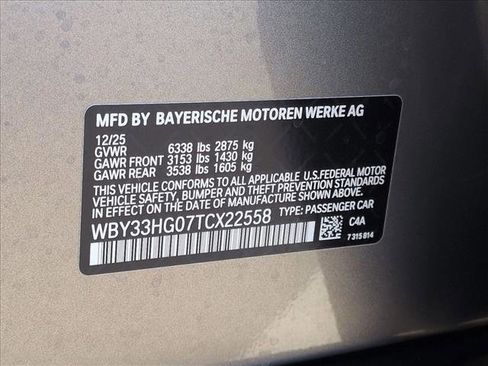 MFD BY BAYERISCHE MOTOREN WERKE AG
12/25
GVWR 6338 lbs 2875 kg
GAWR FRONT 3153 lbs 1430 kg
GAWR REAR 3538 lbs 1605 kg
THIS VEHICLE CONFORMS TO ALL APPLICABLE U.S.FEDERAL MOTOR
VEHICLE SAFETY, BUMPER, AND THEFT PREVENTION STANDARDS IN
EFFECT ON THE DATE OF MANUFACTURE SHOWN ABOVE.
WBY33HG07TCX22558 TYPE: PASSENGER CAR
C4A
7 315 814